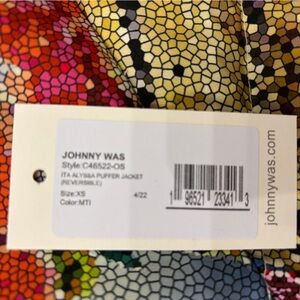 JOHNNY WAS
Style:C46522-OS
ITA ALYSSA PUFFER JACKET
(REVERSIBLE)
Size:XS 4/22
Color:MTI
1 96521 23341 3
johnnywas.com